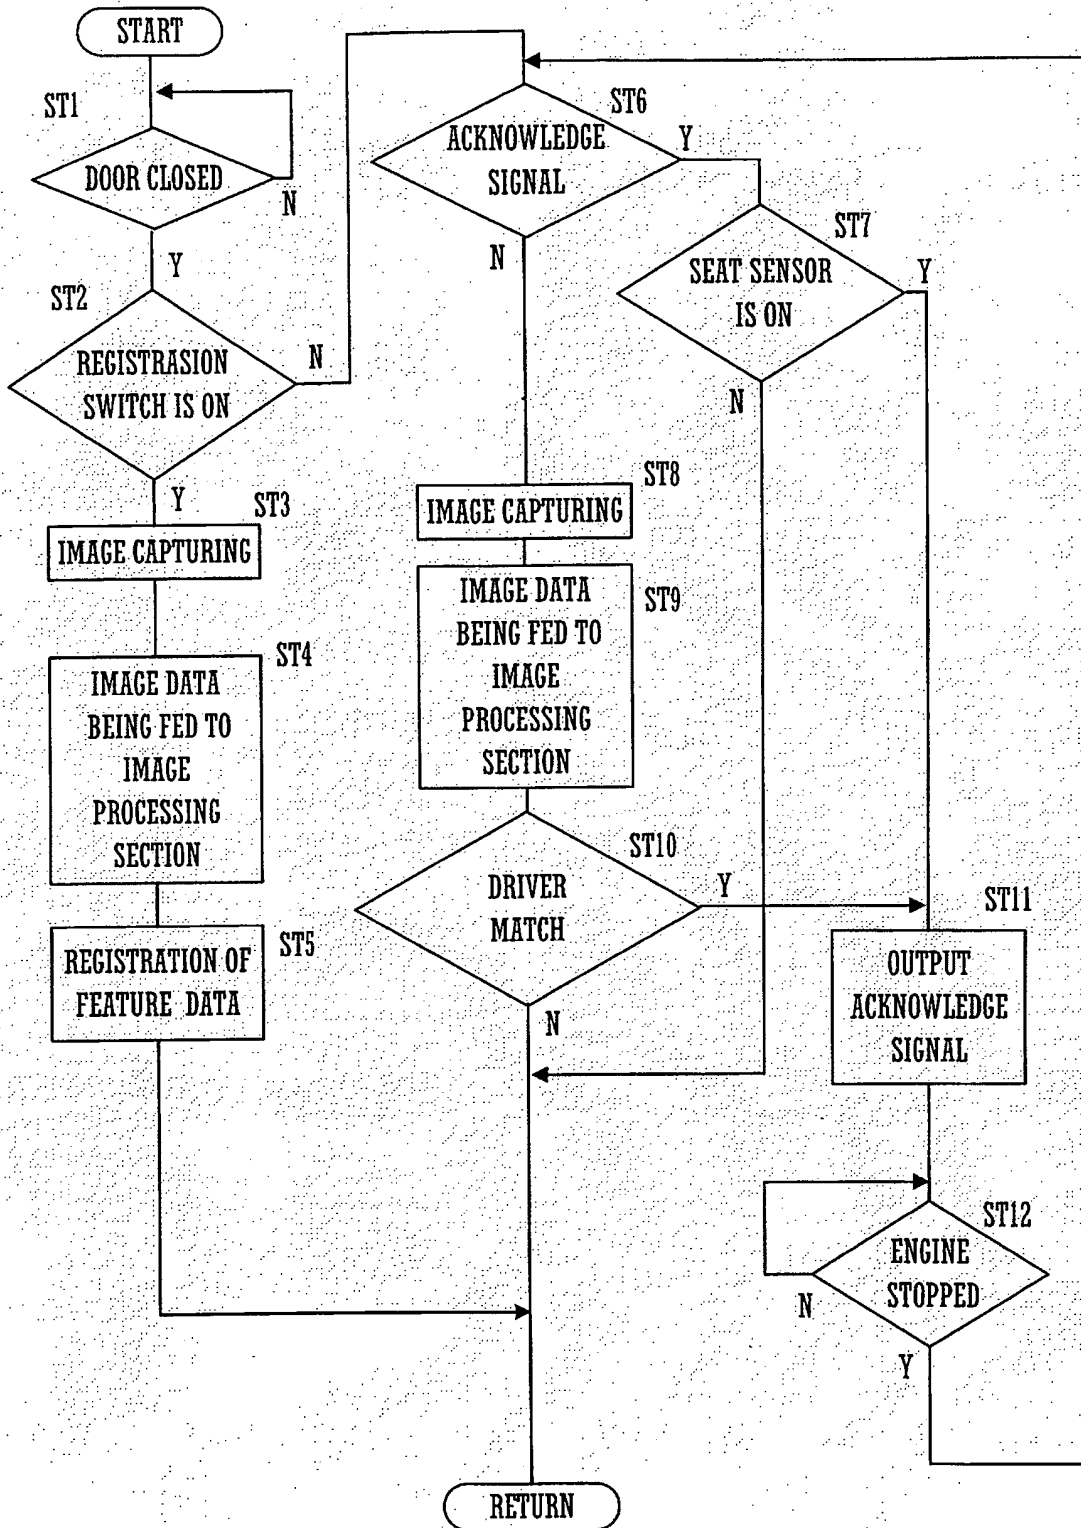 START
ST1
DOOR CLOSED
N
Y
ST2
REGISTRASION
SWITCH IS ON
N
Y
ST3
IMAGE CAPTURING
ST4
IMAGE DATA
BEING FED TO
IMAGE
PROCESSING
SECTION
ST5
REGISTRATION OF
FEATURE DATA
ST6
ACKNOWLEDGE
SIGNAL
Y
N
ST7
SEAT SENSOR
IS ON
Y
N
ST8
IMAGE CAPTURING
ST9
IMAGE DATA
BEING FED TO
IMAGE
PROCESSING
SECTION
ST10
DRIVER
MATCH
Y
N
ST11
OUTPUT
ACKNOWLEDGE
SIGNAL
ST12
ENGINE
STOPPED
N
Y
RETURN